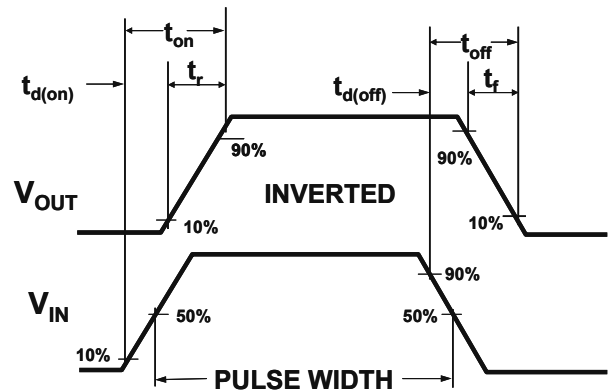 t_on
t_off
t_d(on)
t_r
t_d(off)
t_f
90%
90%
V_OUT
INVERTED
10%
10%
90%
V_IN
50%
50%
10%
PULSE WIDTH